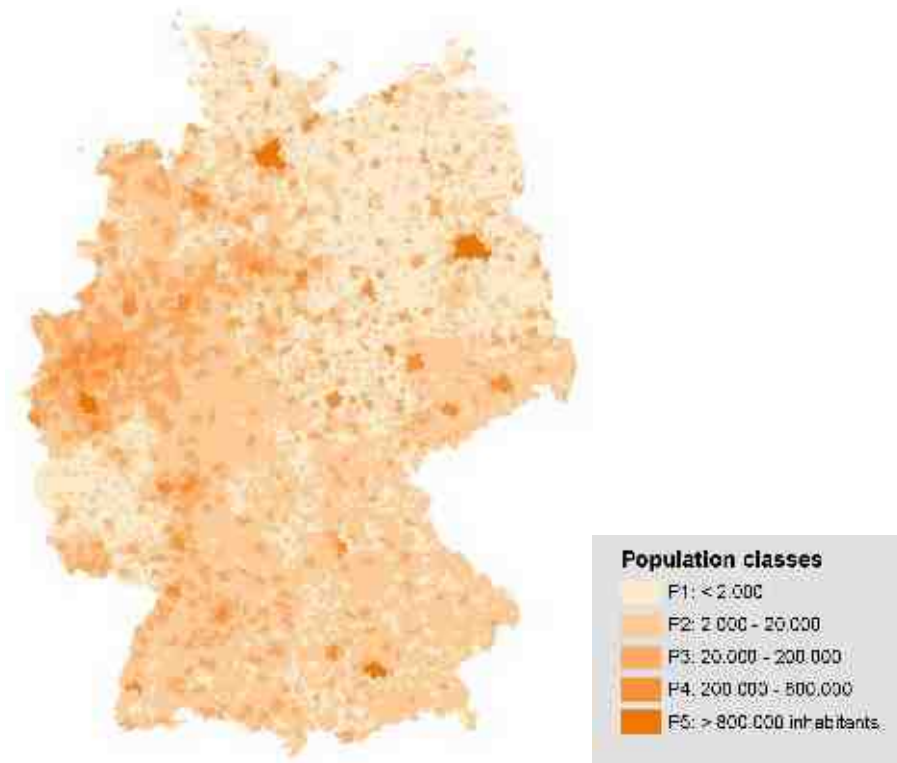 Population classes
P1: < 2.000
P2: 2.000 - 20.000
P3: 20.000 - 200.000
P4: 200.000 - 800.000
P5: > 800.000 inhabitants